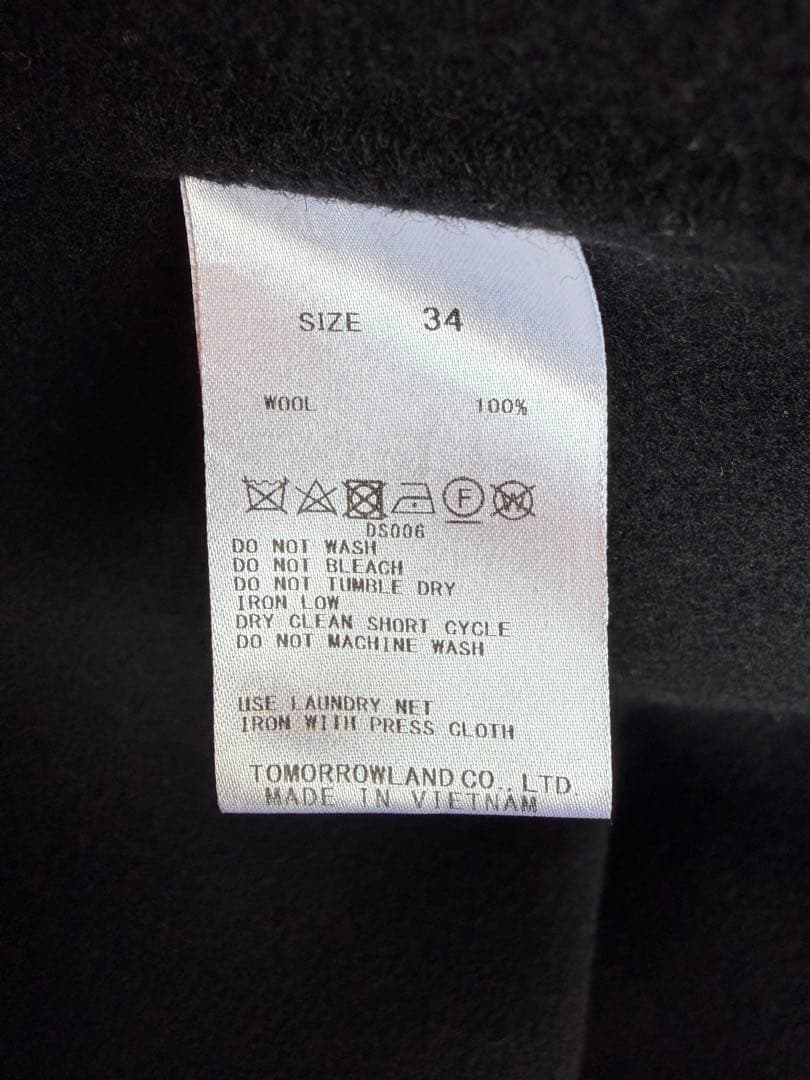 SIZE 34
WOOL 100%
F W
DS006
DO NOT WASH
DO NOT BLEACH
DO NOT TUMBLE DRY
IRON LOW
DRY CLEAN SHORT CYCLE
DO NOT MACHINE WASH
USE LAUNDRY NET
IRON WITH PRESS CLOTH
TOMORROWLAND CO., LTD.
MADE IN VIETNAM